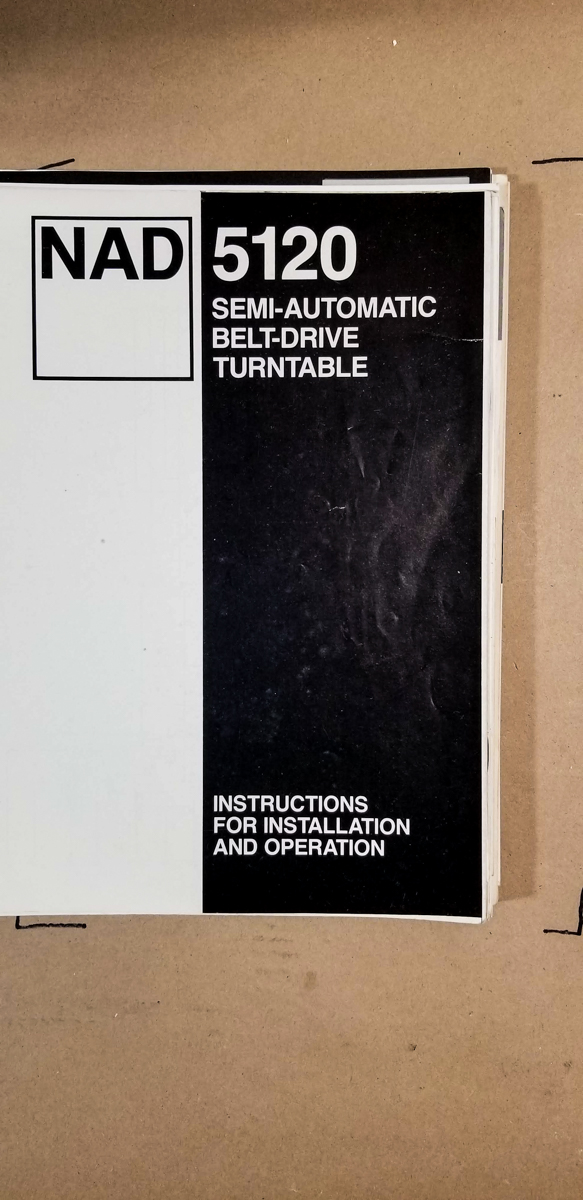 NAD
5120
SEMI-AUTOMATIC
BELT-DRIVE
TURNTABLE
INSTRUCTIONS
FOR INSTALLATION
AND OPERATION